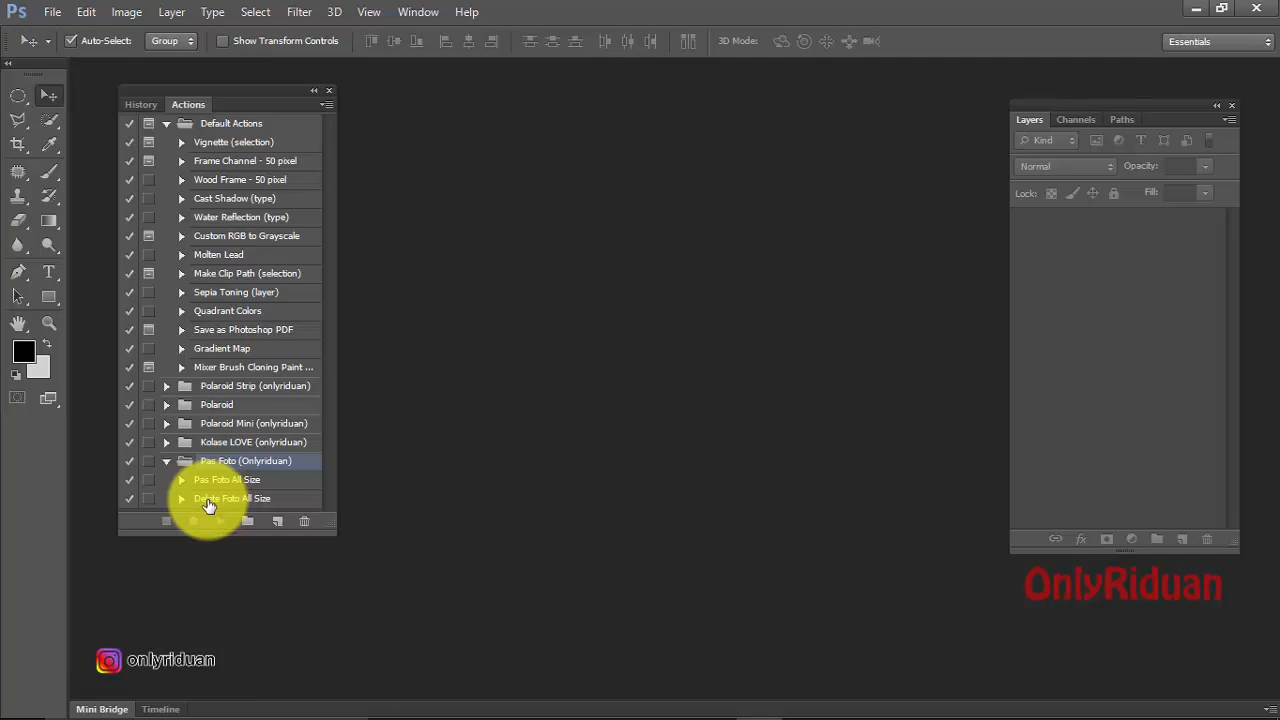 Ps File Edit Image Layer Type Select Filter 3D View Window Help
Auto-Select: Group Show Transform Controls 3D Mode: Essentials
History Actions
Default Actions
Vignette (selection)
Frame Channel - 50 pixel
Wood Frame - 50 pixel
Cast Shadow (type)
Water Reflection (type)
Custom RGB to Grayscale
Molten Lead
Make Clip Path (selection)
Sepia Toning (layer)
Quadrant Colors
Save as Photoshop PDF
Gradient Map
Mixer Brush Cloning Paint ...
Polaroid Strip (onlyriduan)
Polaroid
Polaroid Mini (onlyriduan)
Kolase LOVE (onlyriduan)
Pas Foto (Onlyriduan)
Pas Foto All Size
Delete Foto All Size
Layers Channels Paths
Kind
Normal Opacity:
Lock: Fill:
fx
OnlyRiduan
onlyriduan
Mini Bridge Timeline